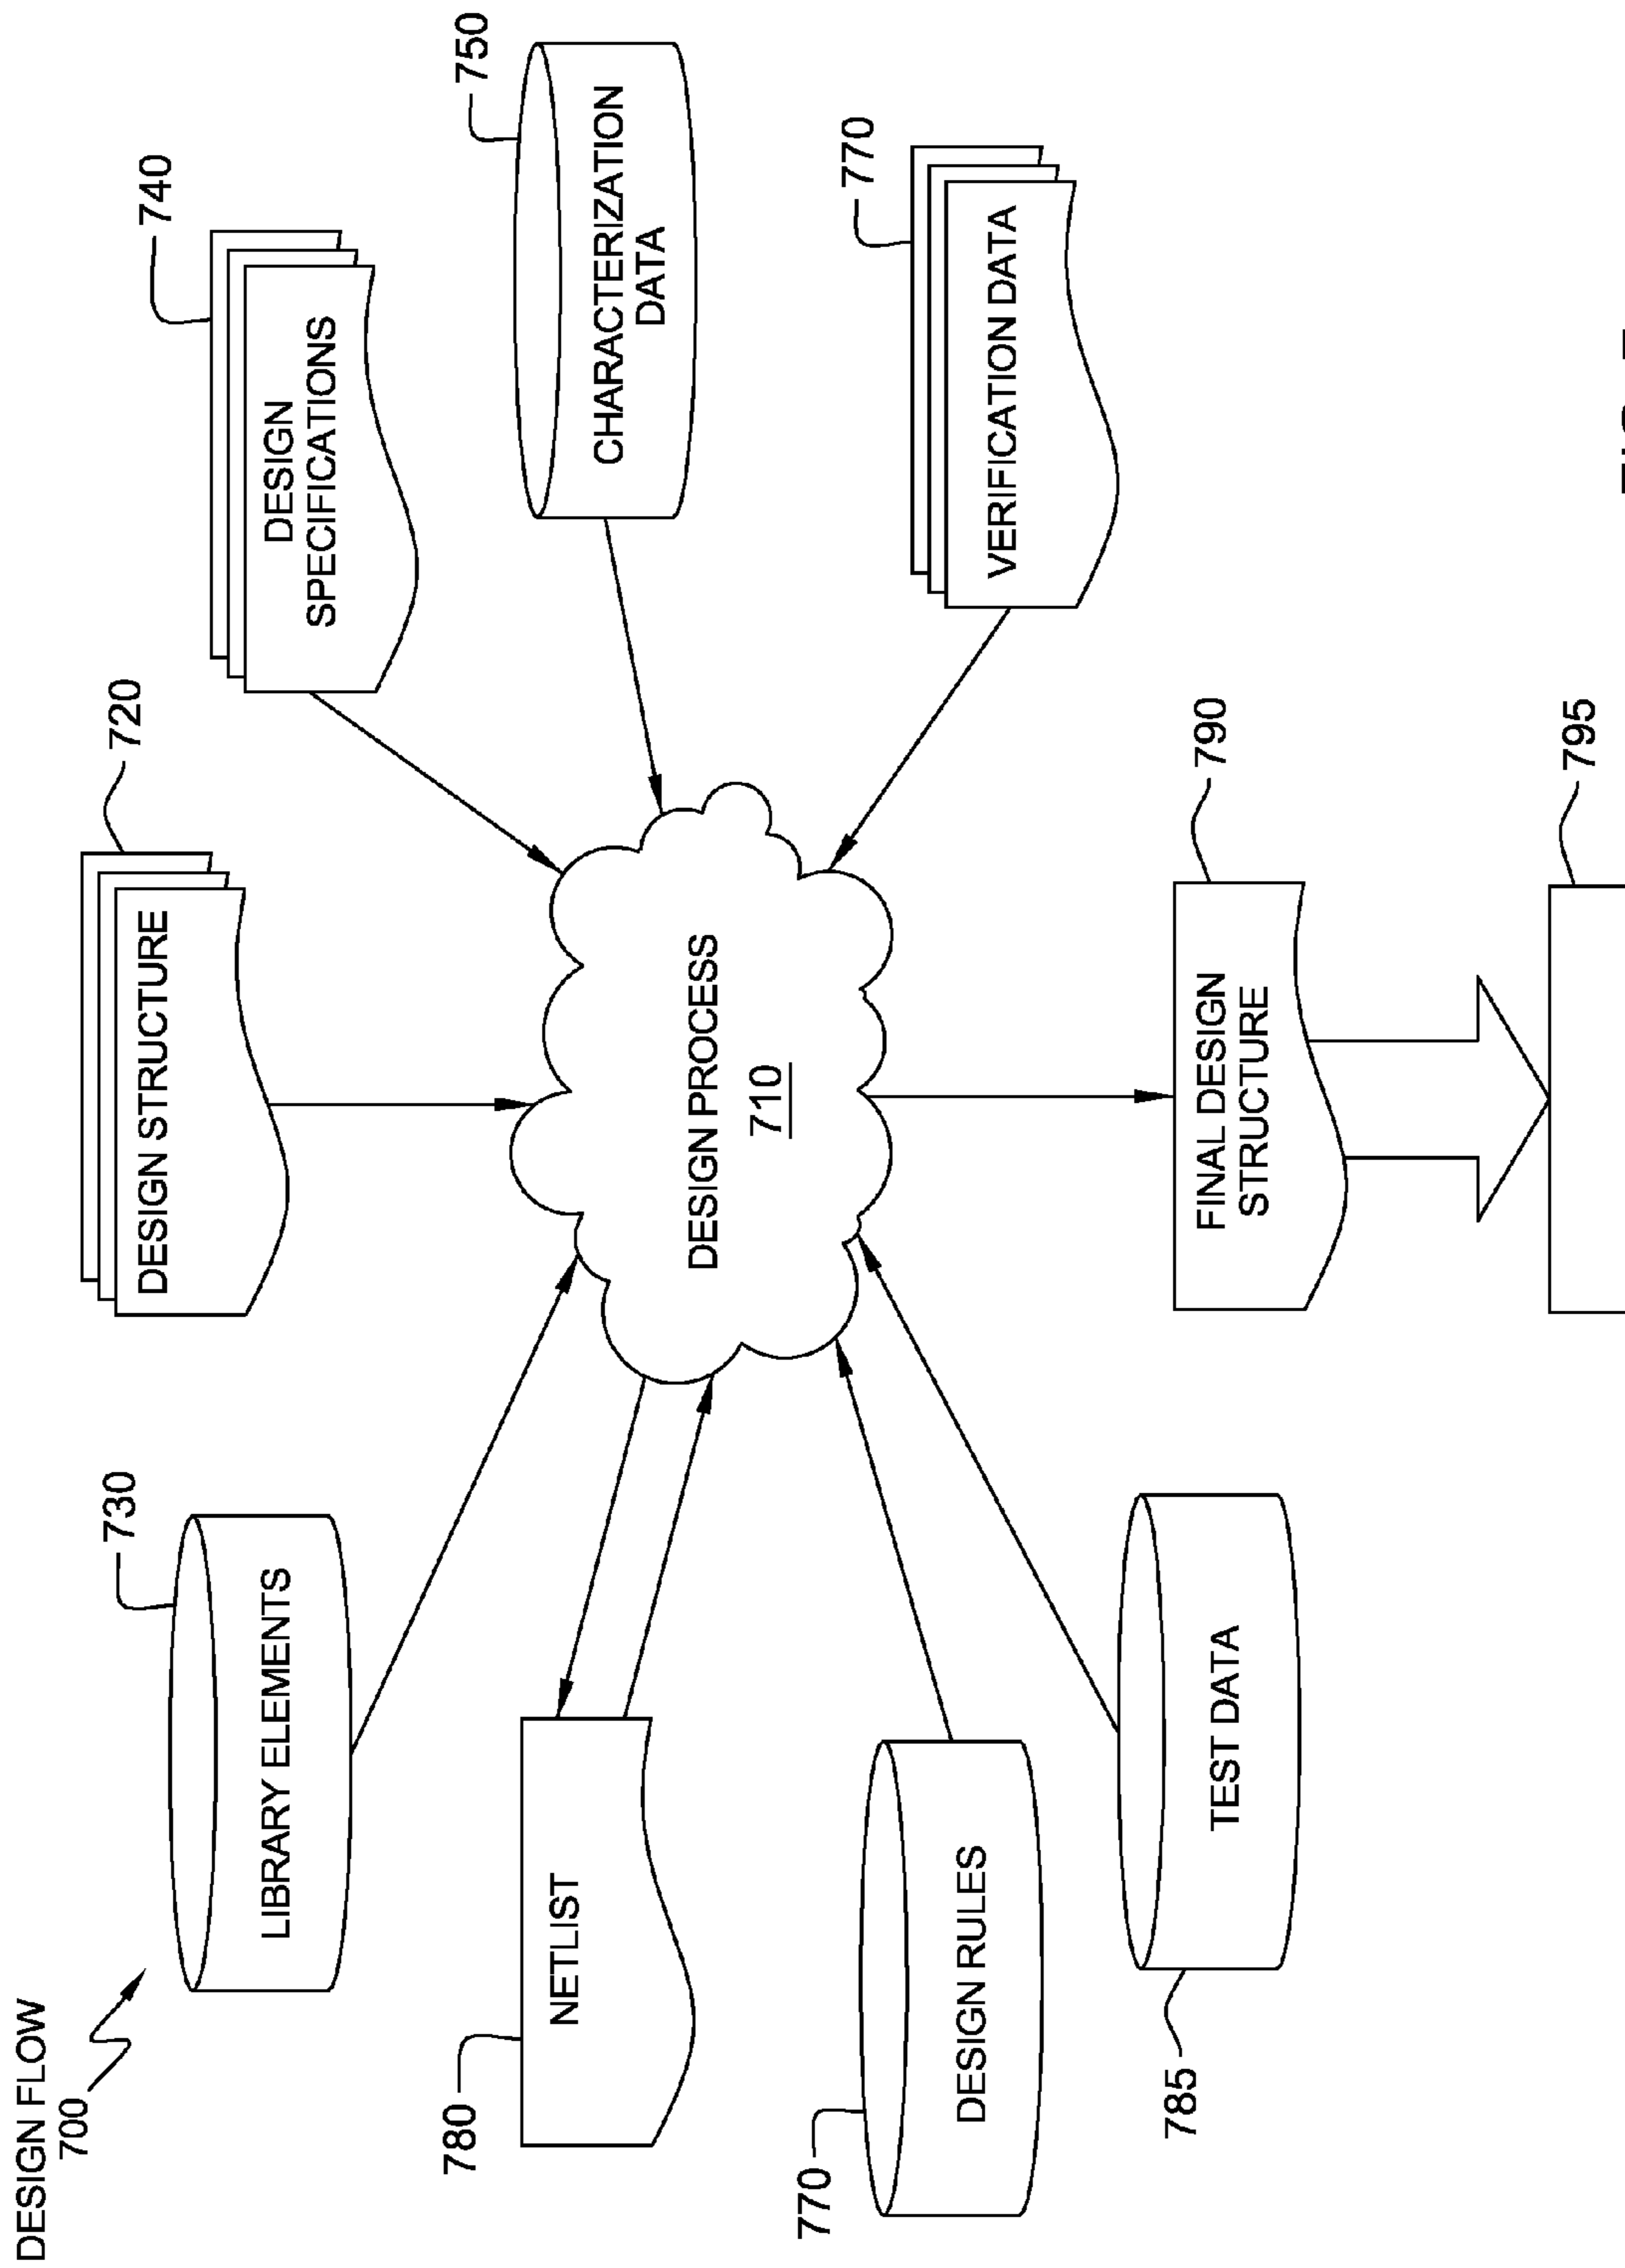 DESIGN FLOW
700
730
LIBRARY ELEMENTS
720
DESIGN STRUCTURE
740
DESIGN
SPECIFICATIONS
780
NETLIST
DESIGN PROCESS
710
750
CHARACTERIZATION
DATA
770
DESIGN RULES
770
VERIFICATION DATA
785
TEST DATA
790
FINAL DESIGN
STRUCTURE
795